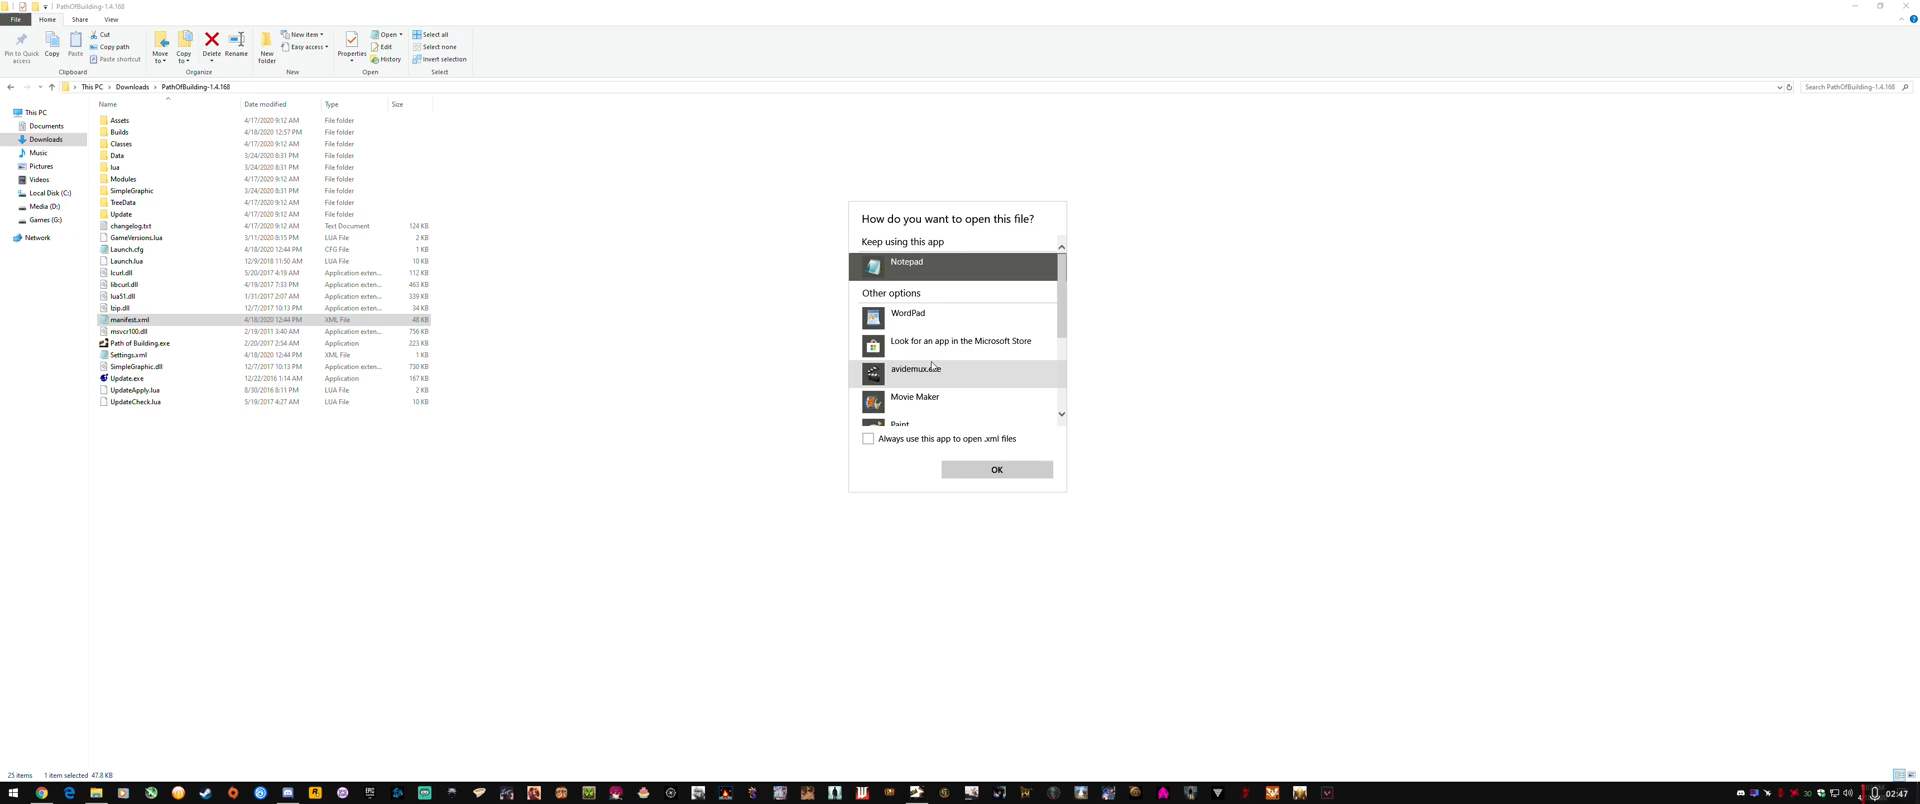 PathOfBuilding-1.4.168
File Home Share View
Pin to Quick access
Copy
Paste
Cut
Copy path
Paste shortcut
Move to
Copy to
Delete
Rename
New folder
New item
Easy access
Properties
Open
Edit
History
Select all
Select none
Invert selection
Clipboard Organize New Open Select
This PC > Downloads > PathOfBuilding-1.4.168
Search PathOfBuilding-1.4.168
This PC
Documents
Downloads
Music
Pictures
Videos
Local Disk (C:)
Media (D:)
Games (G:)
Network
Name Date modified Type Size
Assets 4/17/2020 9:12 AM File folder
Builds 4/18/2020 12:57 PM File folder
Classes 4/17/2020 9:12 AM File folder
Data 3/24/2020 8:31 PM File folder
lua 3/24/2020 8:31 PM File folder
Modules 4/17/2020 9:12 AM File folder
SimpleGraphic 3/24/2020 8:31 PM File folder
TreeData 4/17/2020 9:12 AM File folder
Update 4/17/2020 9:12 AM File folder
changelog.txt 4/17/2020 9:12 AM Text Document 124 KB
GameVersions.lua 3/11/2020 8:15 PM LUA File 2 KB
Launch.cfg 4/18/2020 12:44 PM CFG File 1 KB
Launch.lua 12/9/2018 11:50 AM LUA File 10 KB
lcurl.dll 5/20/2017 4:19 AM Application exten... 112 KB
libcurl.dll 4/19/2017 7:33 PM Application exten... 463 KB
lua51.dll 1/31/2017 2:07 AM Application exten... 339 KB
lzip.dll 12/7/2017 10:13 PM Application exten... 34 KB
manifest.xml 4/18/2020 12:44 PM XML File 48 KB
msvcr100.dll 2/19/2011 3:40 AM Application exten... 756 KB
Path of Building.exe 2/20/2017 2:54 AM Application 223 KB
Settings.xml 4/18/2020 12:44 PM XML File 1 KB
SimpleGraphic.dll 12/7/2017 10:13 PM Application exten... 730 KB
Update.exe 12/22/2016 1:14 AM Application 167 KB
UpdateApply.lua 8/30/2016 8:11 PM LUA File 2 KB
UpdateCheck.lua 5/19/2017 4:27 AM LUA File 10 KB
How do you want to open this file?
Keep using this app
Notepad
Other options
WordPad
Look for an app in the Microsoft Store
avidemux.exe
Movie Maker
Paint
Always use this app to open .xml files
OK
25 items 1 item selected 47.8 KB
EPIC
30
02:47